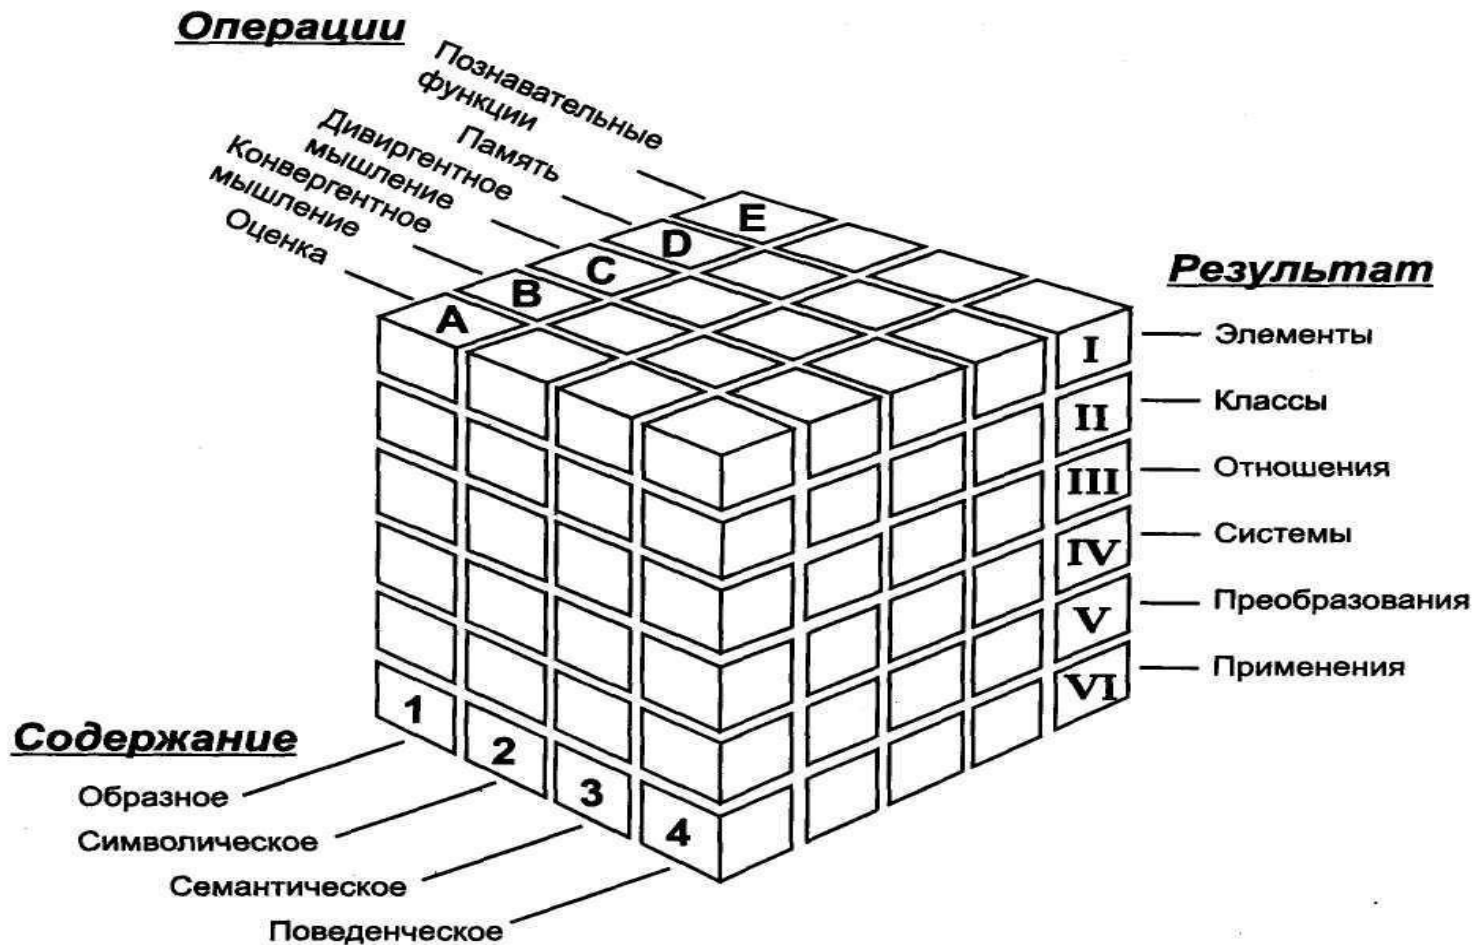 Операции
Познавательные
функции
Память
Дивиргентное
мышление
Конвергентное
мышление
Оценка
E
D
C
B
A
Результат
I
Элементы
II
Классы
III
Отношения
IV
Системы
V
Преобразования
VI
Применения
1
2
3
4
Содержание
Образное
Символическое
Семантическое
Поведенческое